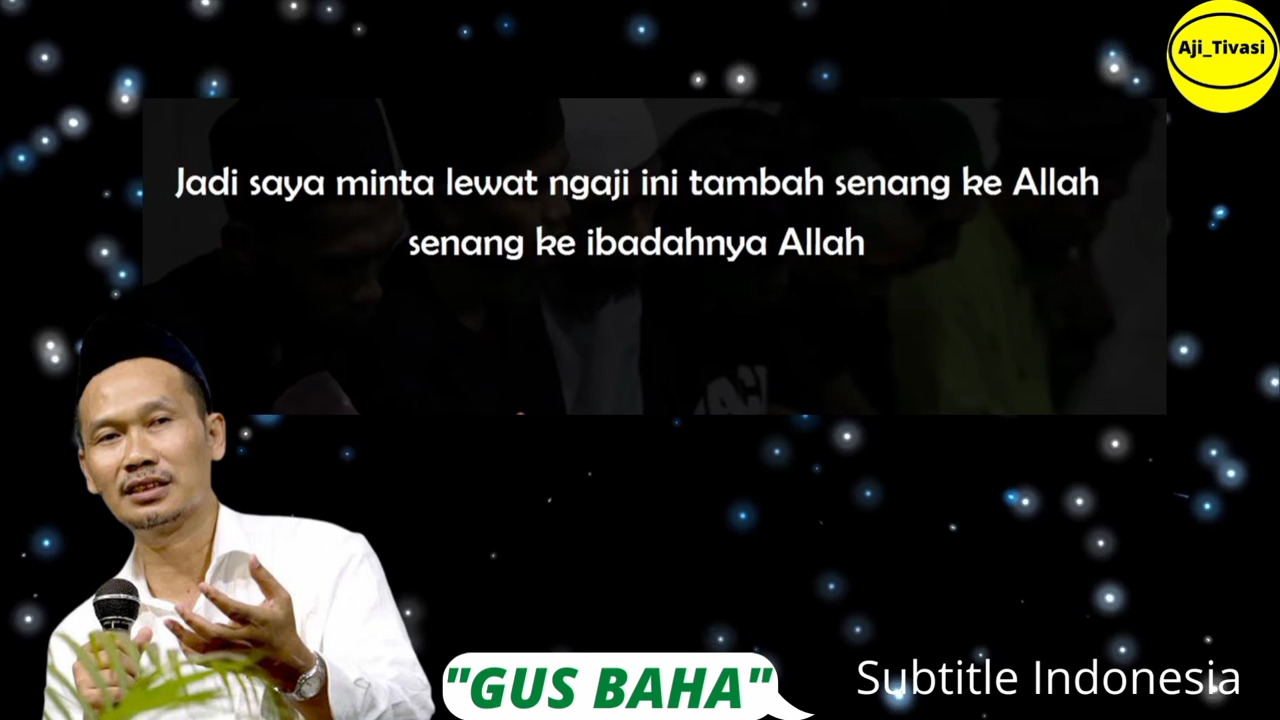 Aji_Tivasi
Jadi saya minta lewat ngaji ini tambah senang ke Allah
senang ke ibadahnya Allah
"GUS BAHA"
Subtitle Indonesia